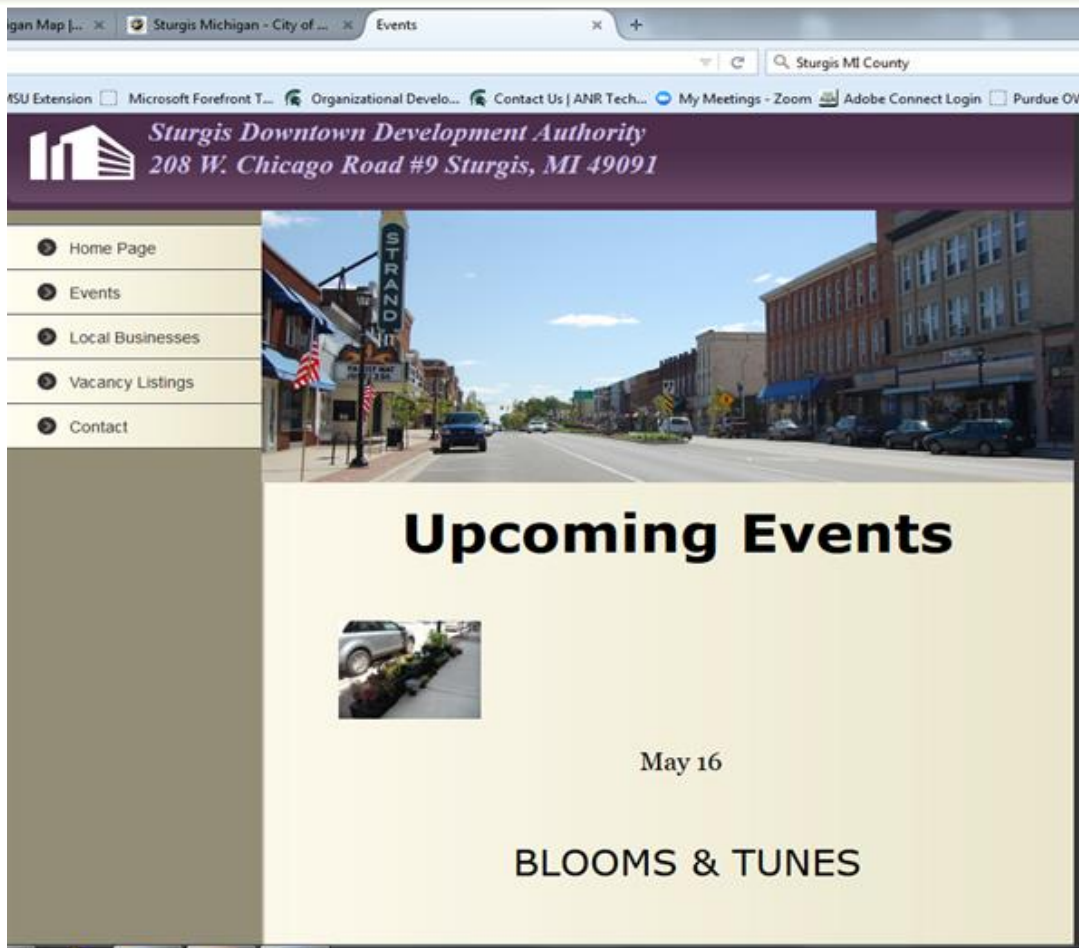 igan Map |...
Sturgis Michigan - City of ...
Events
Sturgis MI County
MSU Extension
Microsoft Forefront T...
Organizational Develo...
Contact Us | ANR Tech...
My Meetings - Zoom
Adobe Connect Login
Purdue OW
Sturgis Downtown Development Authority
208 W. Chicago Road #9 Sturgis, MI 49091
Home Page
Events
Local Businesses
Vacancy Listings
Contact
STRAND
Upcoming Events
May 16
BLOOMS & TUNES